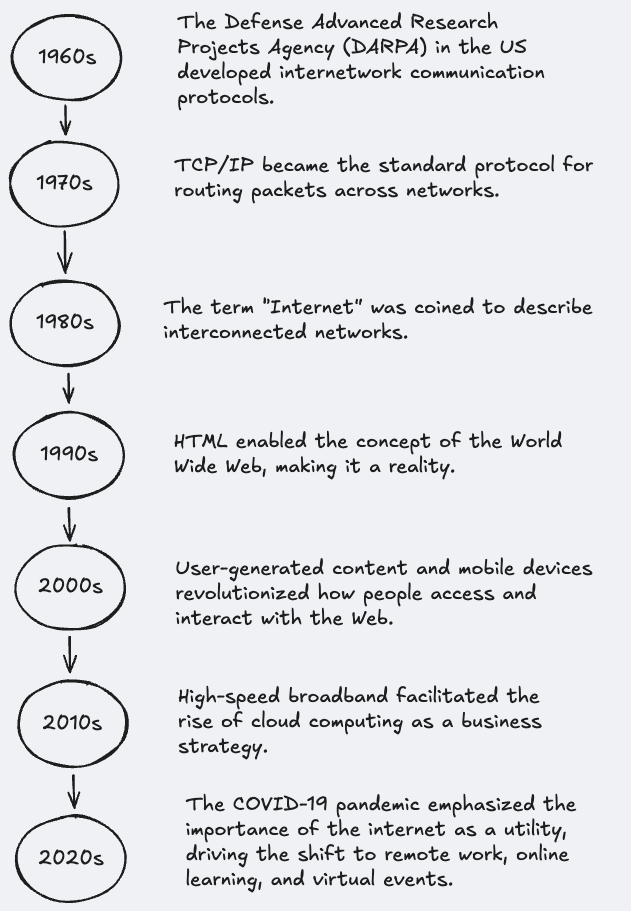 1960s
The Defense Advanced Research
Projects Agency (DARPA) in the US
developed internetwork communication
protocols.
1970s
TCP/IP became the standard protocol for
routing packets across networks.
1980s
The term "Internet" was coined to describe
interconnected networks.
1990s
HTML enabled the concept of the World
Wide Web, making it a reality.
2000s
User-generated content and mobile devices
revolutionized how people access and
interact with the Web.
2010s
High-speed broadband facilitated the
rise of cloud computing as a business
strategy.
2020s
The COVID-19 pandemic emphasized the
importance of the internet as a utility,
driving the shift to remote work, online
learning, and virtual events.